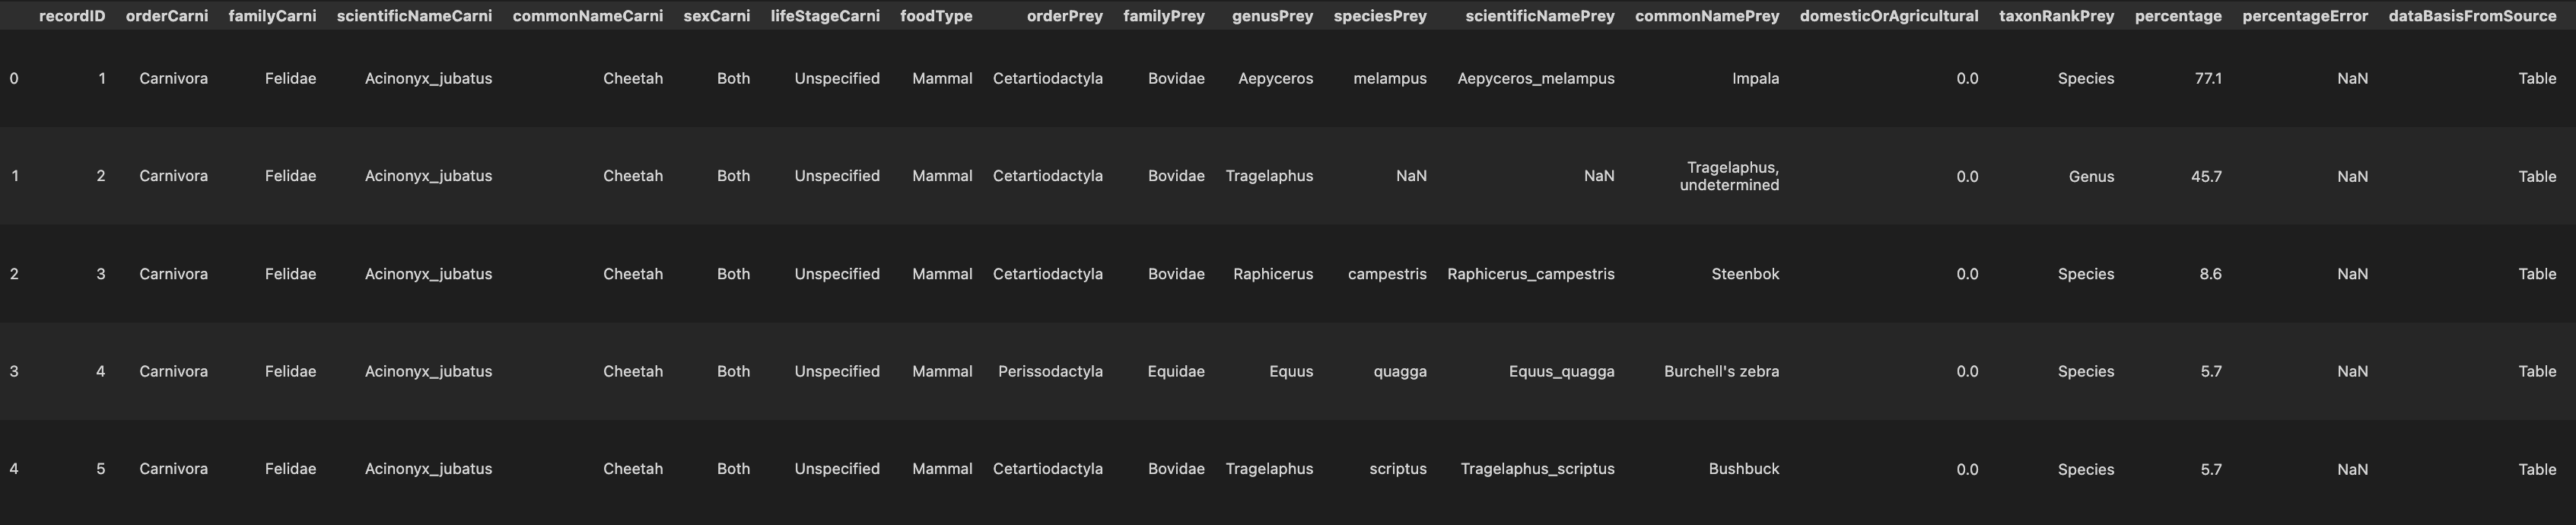 recordID orderCarni familyCarni scientificNameCarni commonNameCarni sexCarni lifeStageCarni foodType orderPrey familyPrey genusPrey speciesPrey scientificNamePrey commonNamePrey domesticOrAgricultural taxonRankPrey percentage percentageError dataBasisFromSource
0 1 Carnivora Felidae Acinonyx_jubatus Cheetah Both Unspecified Mammal Cetartiodactyla Bovidae Aepyceros melampus Aepyceros_melampus Impala 0.0 Species 77.1 NaN Table
1 2 Carnivora Felidae Acinonyx_jubatus Cheetah Both Unspecified Mammal Cetartiodactyla Bovidae Tragelaphus NaN NaN Tragelaphus, undetermined 0.0 Genus 45.7 NaN Table
2 3 Carnivora Felidae Acinonyx_jubatus Cheetah Both Unspecified Mammal Cetartiodactyla Bovidae Raphicerus campestris Raphicerus_campestris Steenbok 0.0 Species 8.6 NaN Table
3 4 Carnivora Felidae Acinonyx_jubatus Cheetah Both Unspecified Mammal Perissodactyla Equidae Equus quagga Equus_quagga Burchell's zebra 0.0 Species 5.7 NaN Table
4 5 Carnivora Felidae Acinonyx_jubatus Cheetah Both Unspecified Mammal Cetartiodactyla Bovidae Tragelaphus scriptus Tragelaphus_scriptus Bushbuck 0.0 Species 5.7 NaN Table